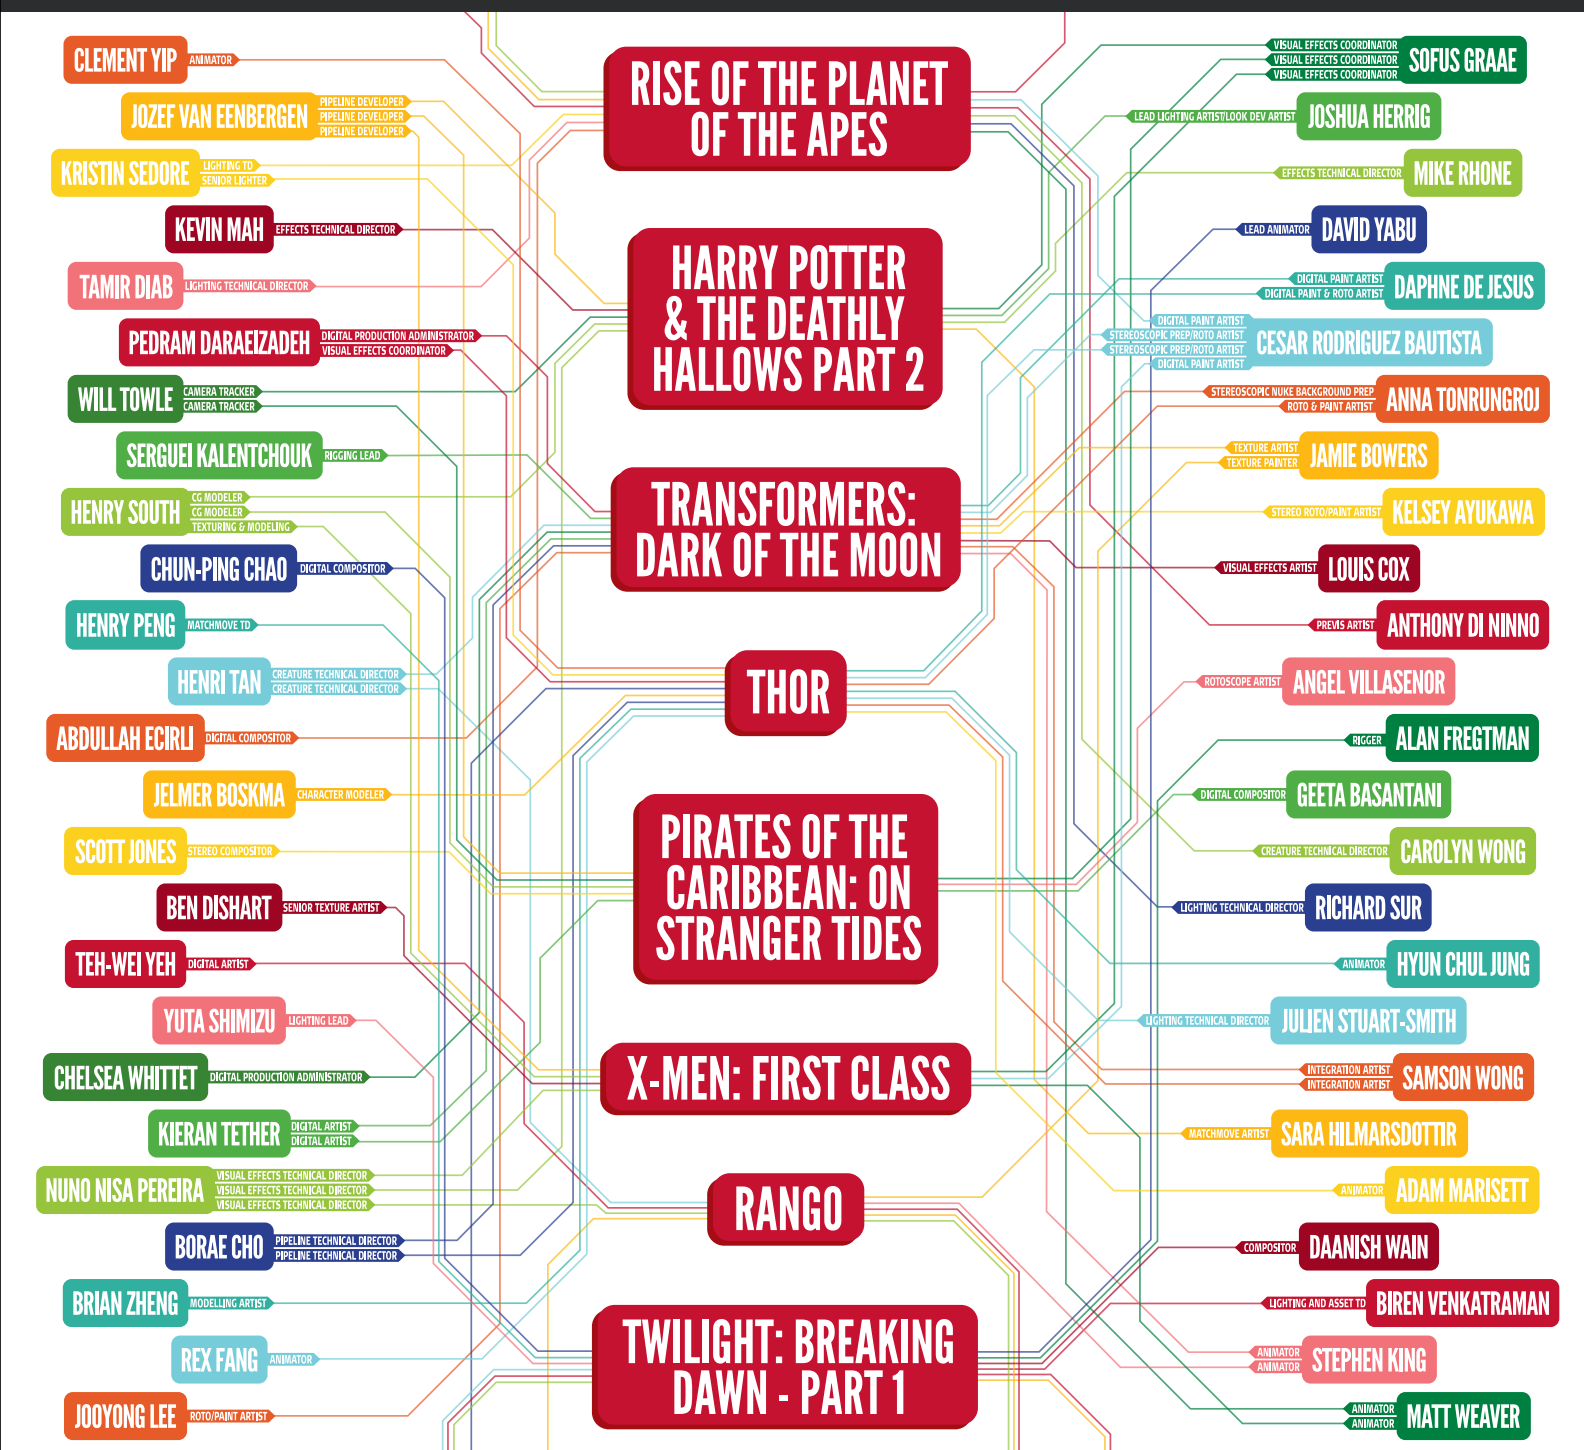 CLEMENT YIP
ANIMATOR
JOZEF VAN EENBERGEN
PIPELINE DEVELOPER
PIPELINE DEVELOPER
PIPELINE DEVELOPER
KRISTIN SEDORE
LIGHTING TD
SENIOR LIGHTER
KEVIN MAH
EFFECTS TECHNICAL DIRECTOR
TAMIR DIAB
LIGHTING TECHNICAL DIRECTOR
PEDRAM DARAEIZADEH
DIGITAL PRODUCTION ADMINISTRATOR
VISUAL EFFECTS COORDINATOR
WILL TOWLE
CAMERA TRACKER
CAMERA TRACKER
SERGUEI KALENTCHOUK
RIGGING LEAD
HENRY SOUTH
CG MODELER
CG MODELER
TEXTURING & MODELING
CHUN-PING CHAO
DIGITAL COMPOSITOR
HENRY PENG
MATCHMOVE TD
HENRI TAN
CREATURE TECHNICAL DIRECTOR
CREATURE TECHNICAL DIRECTOR
ABDULLAH ECIRLI
DIGITAL COMPOSITOR
JELMER BOSKMA
CHARACTER MODELER
SCOTT JONES
STEREO COMPOSITOR
BEN DISHART
SENIOR TEXTURE ARTIST
TEH-WEI YEH
DIGITAL ARTIST
YUTA SHIMIZU
LIGHTING LEAD
CHELSEA WHITTET
DIGITAL PRODUCTION ADMINISTRATOR
KIERAN TETHER
DIGITAL ARTIST
DIGITAL ARTIST
NUNO NISA PEREIRA
VISUAL EFFECTS TECHNICAL DIRECTOR
VISUAL EFFECTS TECHNICAL DIRECTOR
VISUAL EFFECTS TECHNICAL DIRECTOR
BORAE CHO
PIPELINE TECHNICAL DIRECTOR
PIPELINE TECHNICAL DIRECTOR
BRIAN ZHENG
MODELLING ARTIST
REX FANG
ANIMATOR
JOOYONG LEE
ROTO/PAINT ARTIST
RISE OF THE PLANET
OF THE APES
HARRY POTTER
& THE DEATHLY
HALLOWS PART 2
TRANSFORMERS:
DARK OF THE MOON
THOR
PIRATES OF THE
CARIBBEAN: ON
STRANGER TIDES
X-MEN: FIRST CLASS
RANGO
TWILIGHT: BREAKING
DAWN - PART 1
VISUAL EFFECTS COORDINATOR
VISUAL EFFECTS COORDINATOR
VISUAL EFFECTS COORDINATOR
SOFUS GRAAE
LEAD LIGHTING ARTIST/LOOK DEV ARTIST
JOSHUA HERRIG
EFFECTS TECHNICAL DIRECTOR
MIKE RHONE
LEAD ANIMATOR
DAVID YABU
DIGITAL PAINT ARTIST
DIGITAL PAINT & ROTO ARTIST
DAPHNE DE JESUS
DIGITAL PAINT ARTIST
STEREOSCOPIC PREP/ROTO ARTIST
STEREOSCOPIC PREP/ROTO ARTIST
DIGITAL PAINT ARTIST
CESAR RODRIGUEZ BAUTISTA
STEREOSCOPIC NUKE BACKGROUND PREP
ROTO & PAINT ARTIST
ANNA TONRUNGROJ
TEXTURE ARTIST
TEXTURE PAINTER
JAMIE BOWERS
STEREO ROTO/PAINT ARTIST
KELSEY AYUKAWA
VISUAL EFFECTS ARTIST
LOUIS COX
PREVIS ARTIST
ANTHONY DI NINNO
ROTOSCOPE ARTIST
ANGEL VILLASENOR
RIGGER
ALAN FREGTMAN
DIGITAL COMPOSITOR
GEETA BASANTANI
CREATURE TECHNICAL DIRECTOR
CAROLYN WONG
LIGHTING TECHNICAL DIRECTOR
RICHARD SUR
ANIMATOR
HYUN CHUL JUNG
LIGHTING TECHNICAL DIRECTOR
JULIEN STUART-SMITH
INTEGRATION ARTIST
INTEGRATION ARTIST
SAMSON WONG
MATCHMOVE ARTIST
SARA HILMARSDOTTIR
ANIMATOR
ADAM MARISETT
COMPOSITOR
DAANISH WAIN
LIGHTING AND ASSET TD
BIREN VENKATRAMAN
ANIMATOR
ANIMATOR
STEPHEN KING
ANIMATOR
ANIMATOR
MATT WEAVER